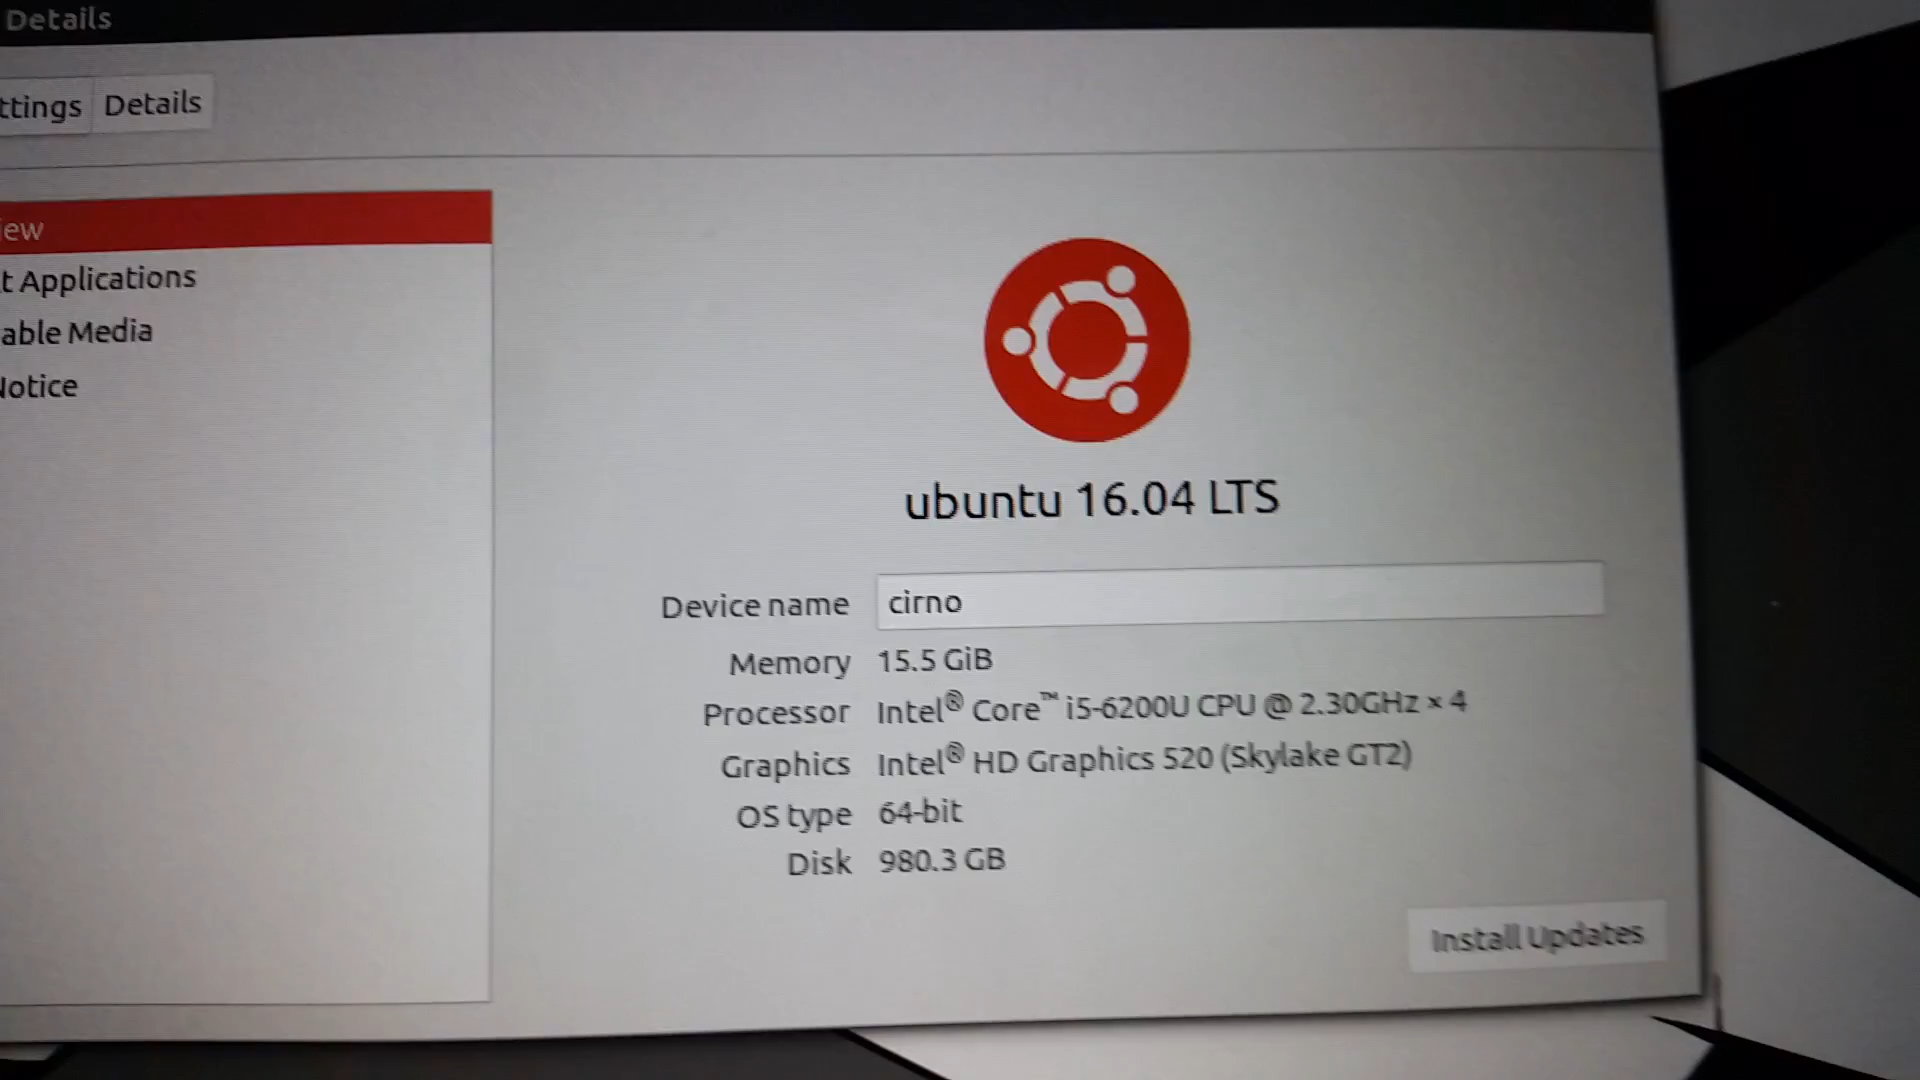 Details
ttings Details
iew
t Applications
able Media
Notice
ubuntu 16.04 LTS
Device name cirno
Memory 15.5 GiB
Processor Intel® Core™ i5-6200U CPU @ 2.30GHz × 4
Graphics Intel® HD Graphics 520 (Skylake GT2)
OS type 64-bit
Disk 980.3 GB
Install Updates